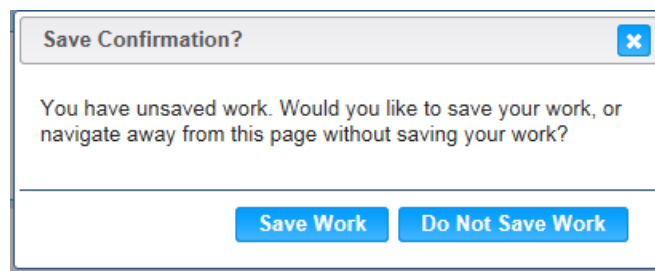 Save Confirmation?
You have unsaved work. Would you like to save your work, or
navigate away from this page without saving your work?
Save Work
Do Not Save Work